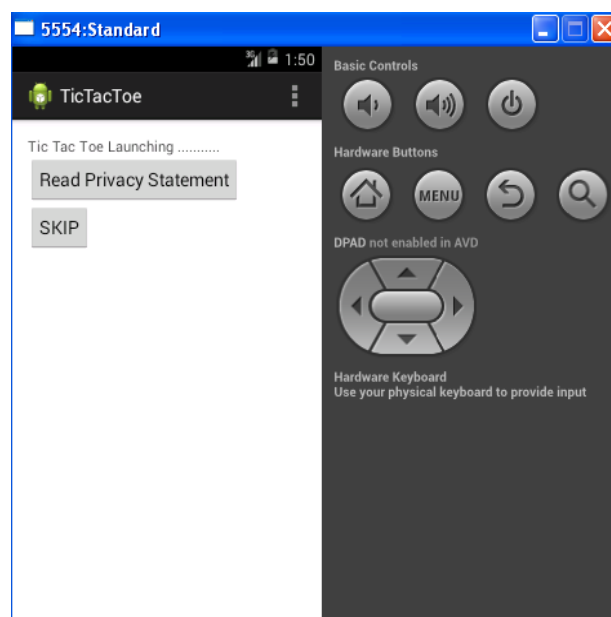 5554:Standard
3G 1:50
TicTacToe
Tic Tac Toe Launching ...........
Read Privacy Statement
SKIP
Basic Controls
Hardware Buttons
MENU
DPAD not enabled in AVD
Hardware Keyboard
Use your physical keyboard to provide input